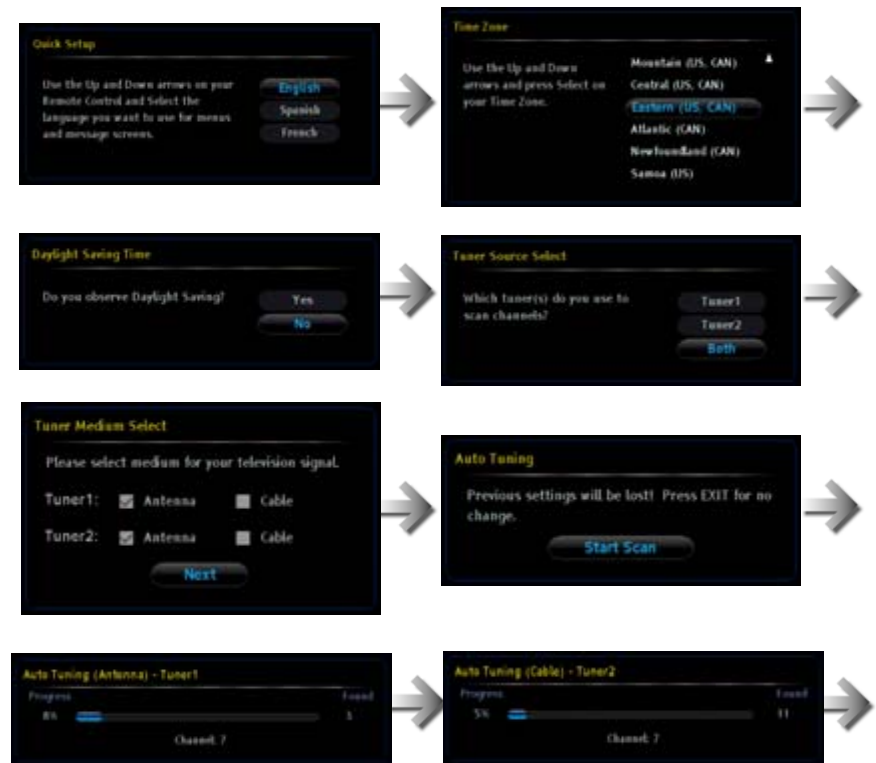 Quick Setup
Use the Up and Down arrows on your
Remote Control and Select the
language you want to use for menus
and message screens.
English
Spanish
French
Time Zone
Use the Up and Down
arrows and press Select on
your Time Zone.
Mountain (US, CAN)
Central (US, CAN)
Eastern (US, CAN)
Atlantic (CAN)
Newfoundland (CAN)
Samoa (US)
Daylight Saving Time
Do you observe Daylight Saving?
Yes
No
Tuner Source Select
Which tuner(s) do you use to
scan channels?
Tuner1
Tuner2
Both
Tuner Medium Select
Please select medium for your television signal.
Tuner1: Antenna Cable
Tuner2: Antenna Cable
Next
Auto Tuning
Previous settings will be lost! Press EXIT for no
change.
Start Scan
Auto Tuning (Antenna) - Tuner1
Progress Found
8%
Channel: 7
Auto Tuning (Cable) - Tuner2
Progress Found
5% 11
Channel: 7